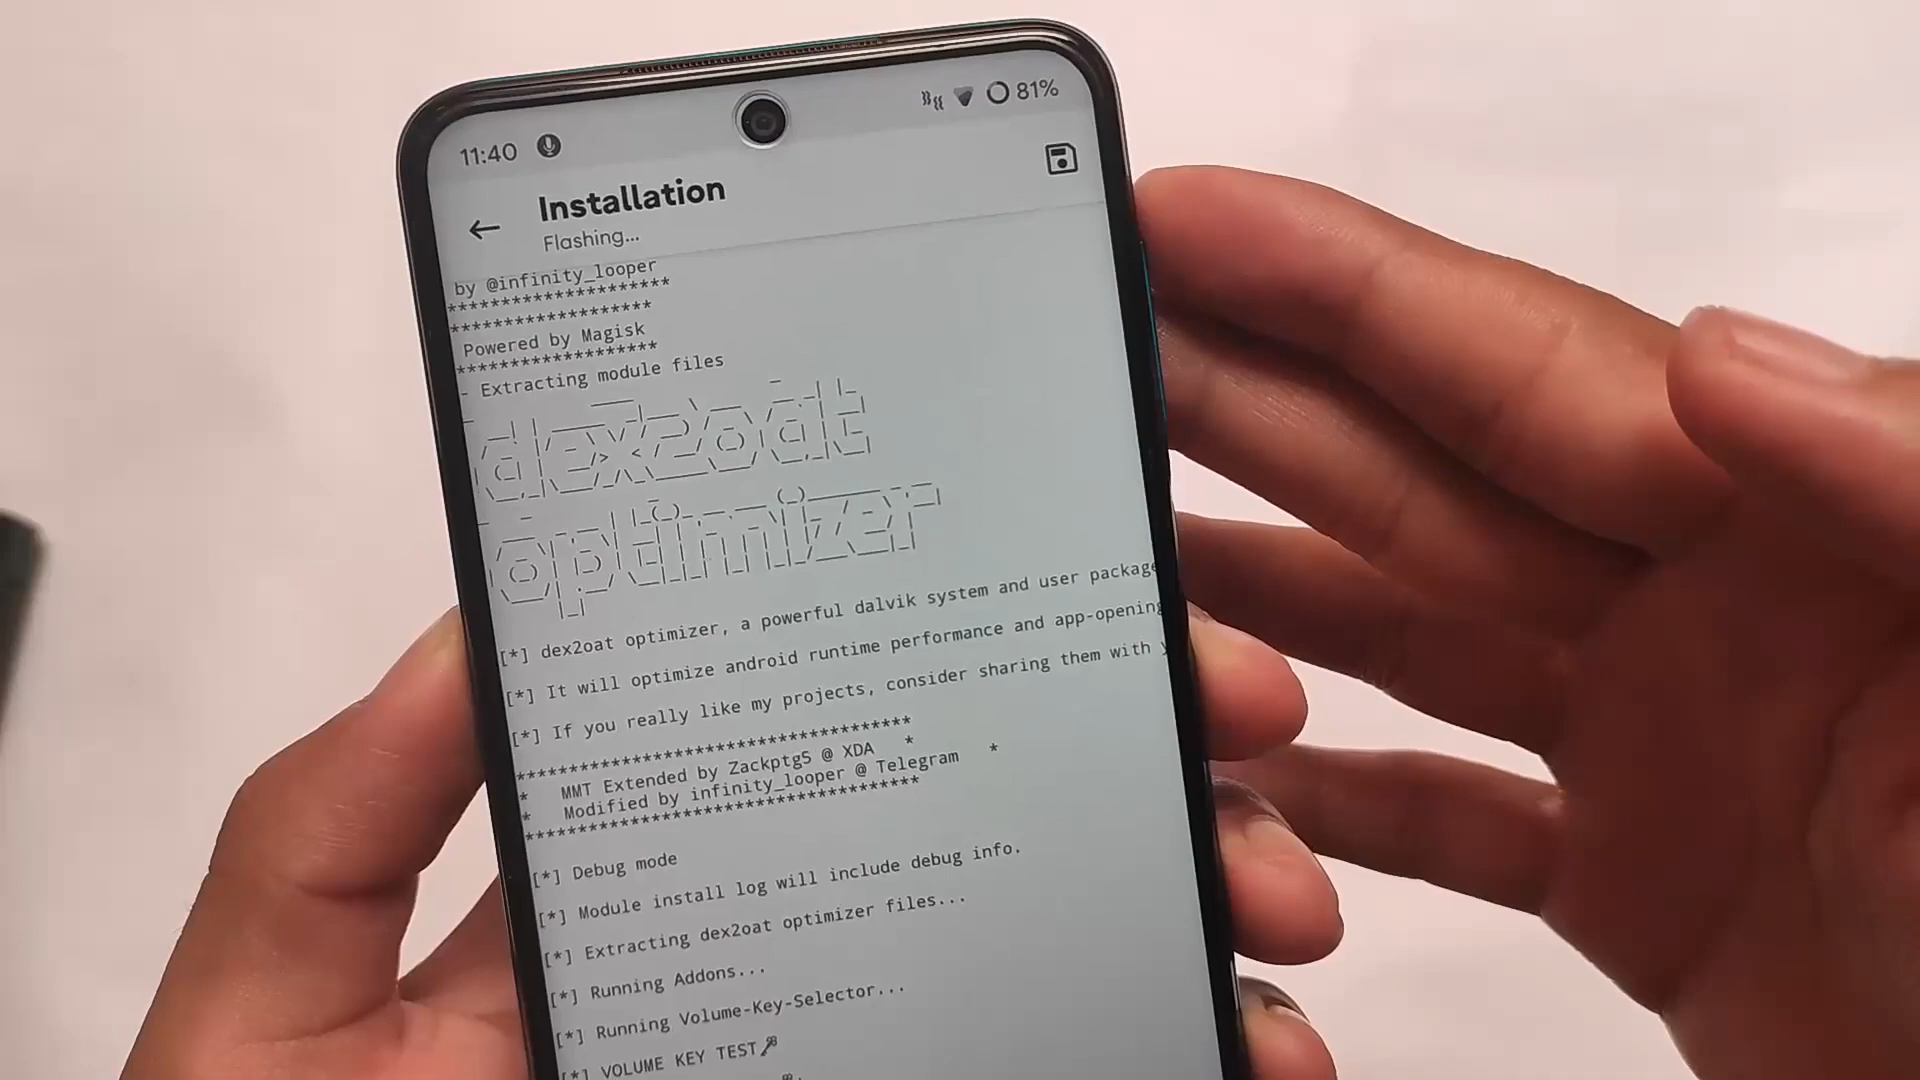 11:40 81%
Installation
Flashing...
by @infinity_looper
*********************
*******************
Powered by Magisk
*******************
- Extracting module files
dex2oat
optimizer
[*] dex2oat optimizer, a powerful dalvik system and user package
[*] It will optimize android runtime performance and app-opening
[*] If you really like my projects, consider sharing them with
**************************************
* MMT Extended by Zackptg5 @ XDA *
* Modified by infinity_looper @ Telegram *
**************************************
[*] Debug mode
[*] Module install log will include debug info.
[*] Extracting dex2oat optimizer files...
[*] Running Addons...
[*] Running Volume-Key-Selector...
[*] VOLUME KEY TEST